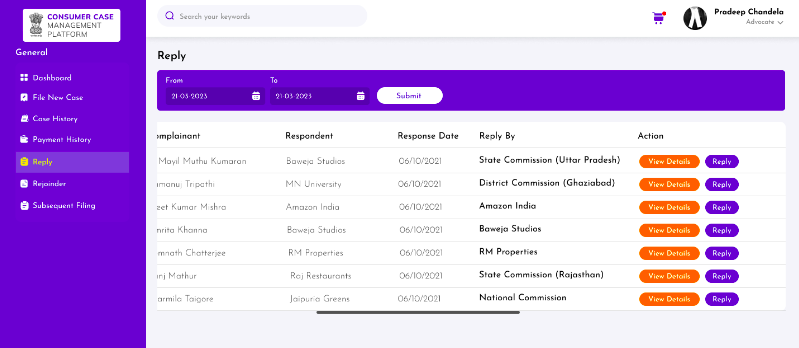 CONSUMER CASE
MANAGEMENT
PLATFORM
General
Dashboard
File New Case
Case History
Payment History
Reply
Rejoinder
Subsequent Filing
Search your keywords
Pradeep Chandela
Advocate
Reply
From
To
21-03-2023
21-03-2023
Submit
omplainant Respondent Response Date Reply By Action
Mayil Muthu Kumaran Baweja Studios 06/10/2021 State Commission (Uttar Pradesh) View Details Reply
manuj Tripathi MN University 06/10/2021 District Commission (Ghaziabad) View Details Reply
eet Kumar Mishra Amazon India 06/10/2021 Amazon India View Details Reply
mrita Khanna Baweja Studios 06/10/2021 Baweja Studios View Details Reply
mnath Chatterjee RM Properties 06/10/2021 RM Properties View Details Reply
nj Mathur Raj Restaurants 06/10/2021 State Commission (Rajasthan) View Details Reply
armila Taigore Jaipuria Greens 06/10/2021 National Commission View Details Reply